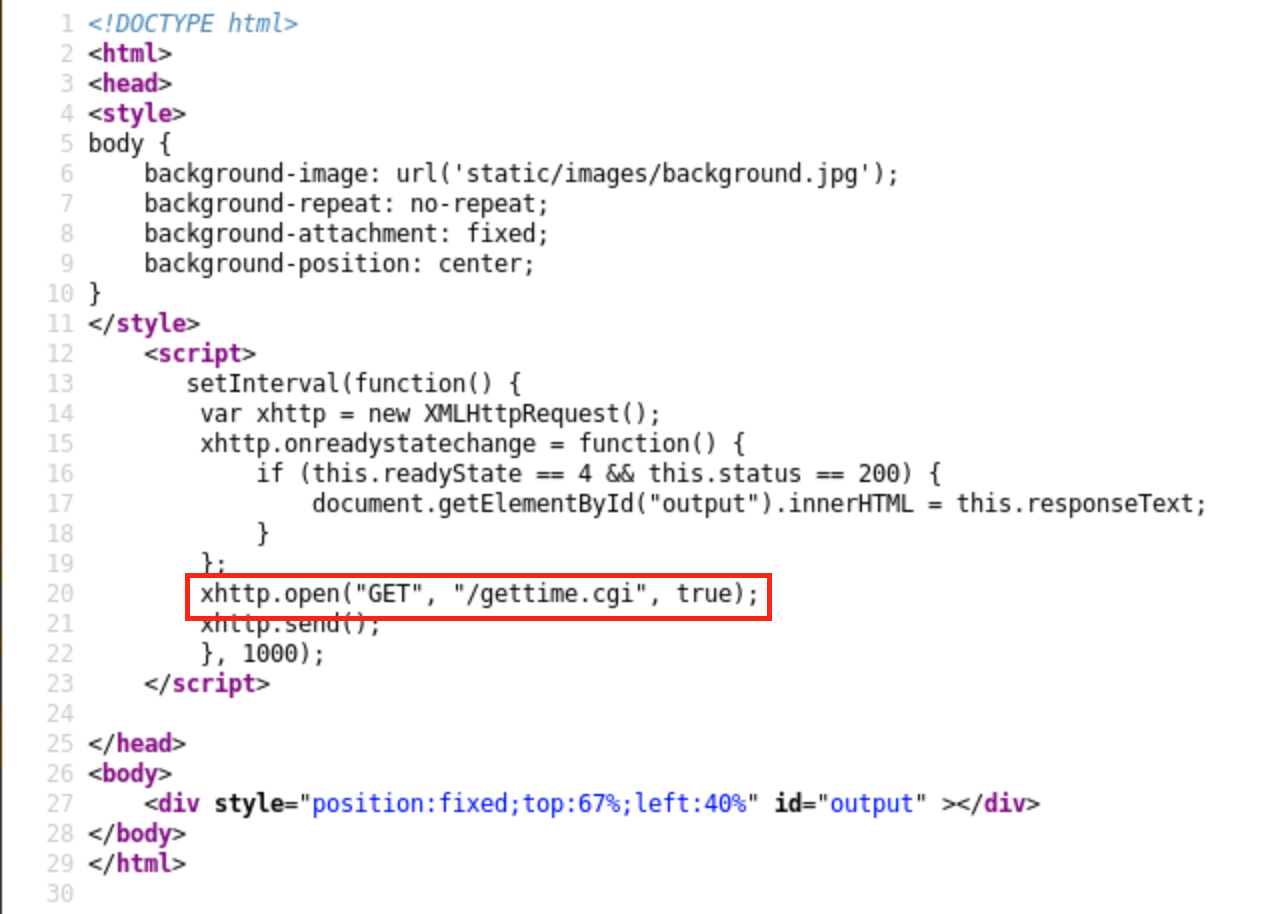 1 <!DOCTYPE html>
2 <html>
3 <head>
4 <style>
5 body {
6     background-image: url('static/images/background.jpg');
7     background-repeat: no-repeat;
8     background-attachment: fixed;
9     background-position: center;
10 }
11 </style>
12     <script>
13        setInterval(function() {
14         var xhttp = new XMLHttpRequest();
15         xhttp.onreadystatechange = function() {
16             if (this.readyState == 4 && this.status == 200) {
17                 document.getElementById("output").innerHTML = this.responseText;
18             }
19         };
20         xhttp.open("GET", "/gettime.cgi", true);
21         xhttp.send();
22         }, 1000);
23     </script>
24
25 </head>
26 <body>
27     <div style="position:fixed;top:67%;left:40%" id="output" ></div>
28 </body>
29 </html>
30